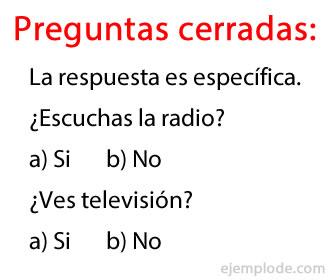 Preguntas cerradas:
La respuesta es específica.
¿Escuchas la radio?
a) Si b) No
¿Ves televisión?
a) Si b) No
ejemplode.com